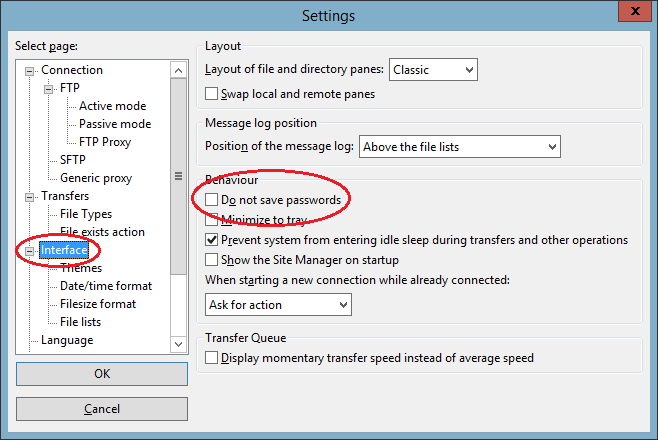 Settings
x
Select page:
Connection
FTP
Active mode
Passive mode
FTP Proxy
SFTP
Generic proxy
Transfers
File Types
File exists action
Interface
Themes
Date/time format
Filesize format
File lists
Language
OK
Cancel
Layout
Layout of file and directory panes: Classic
Swap local and remote panes
Message log position
Position of the message log: Above the file lists
Behaviour
Do not save passwords
Minimize to tray
Prevent system from entering idle sleep during transfers and other operations
Show the Site Manager on startup
When starting a new connection while already connected:
Ask for action
Transfer Queue
Display momentary transfer speed instead of average speed